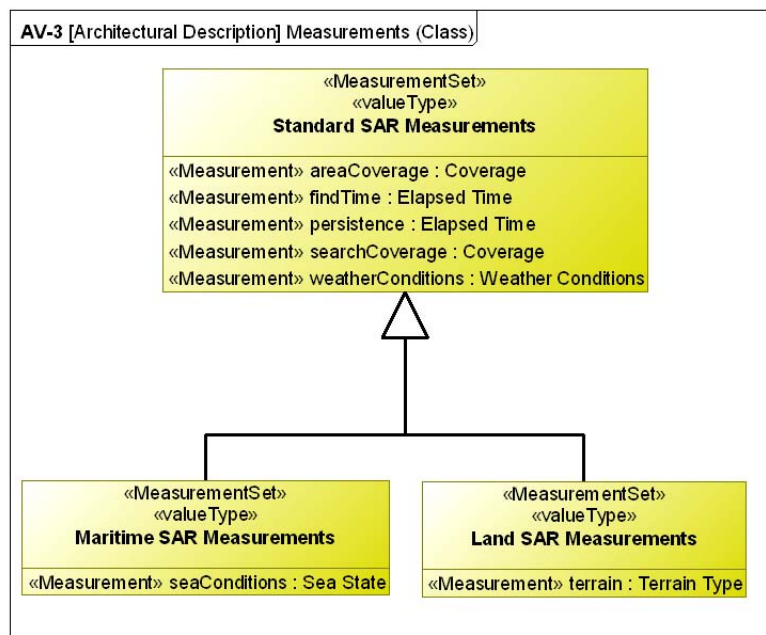 AV-3 [Architectural Description] Measurements (Class)
«MeasurementSet»
«valueType»
Standard SAR Measurements
«Measurement» areaCoverage : Coverage
«Measurement» findTime : Elapsed Time
«Measurement» persistence : Elapsed Time
«Measurement» searchCoverage : Coverage
«Measurement» weatherConditions : Weather Conditions
«MeasurementSet»
«valueType»
Maritime SAR Measurements
«Measurement» seaConditions : Sea State
«MeasurementSet»
«valueType»
Land SAR Measurements
«Measurement» terrain : Terrain Type